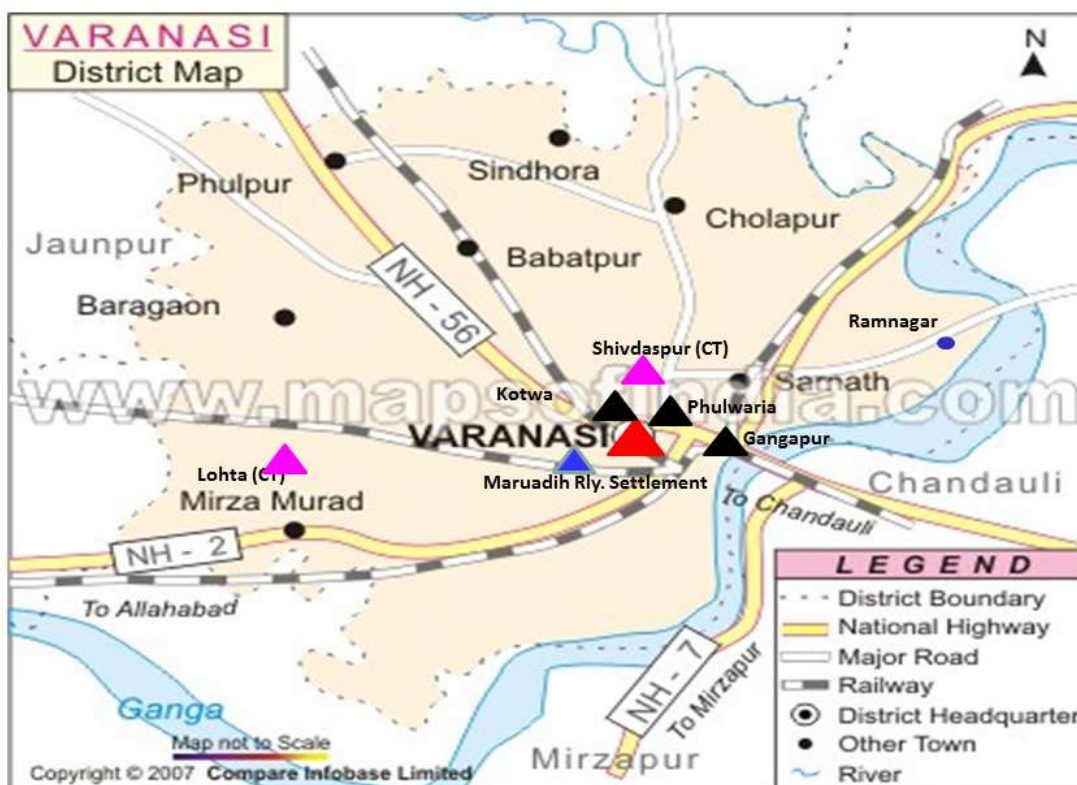 VARANASI
District Map
N
Phulpur
Sindhora
Cholapur
Jaunpur
Babatpur
Baragaon
NH - 56
Ramnagar
Shivdaspur (CT)
www.mapsofindia.com
Sarnath
Kotwa
Phulwaria
VARANASI
Gangapur
Lohta (CT)
Maruadih Rly. Settlement
Chandauli
Mirza Murad
To Chandauli
NH - 2
To Allahabad
LEGEND
District Boundary
National Highway
Major Road
Railway
District Headquarter
Other Town
River
NH - 7
To Mirzapur
Ganga
Map not to Scale
Mirzapur
Copyright © 2007 Compare Infobase Limited